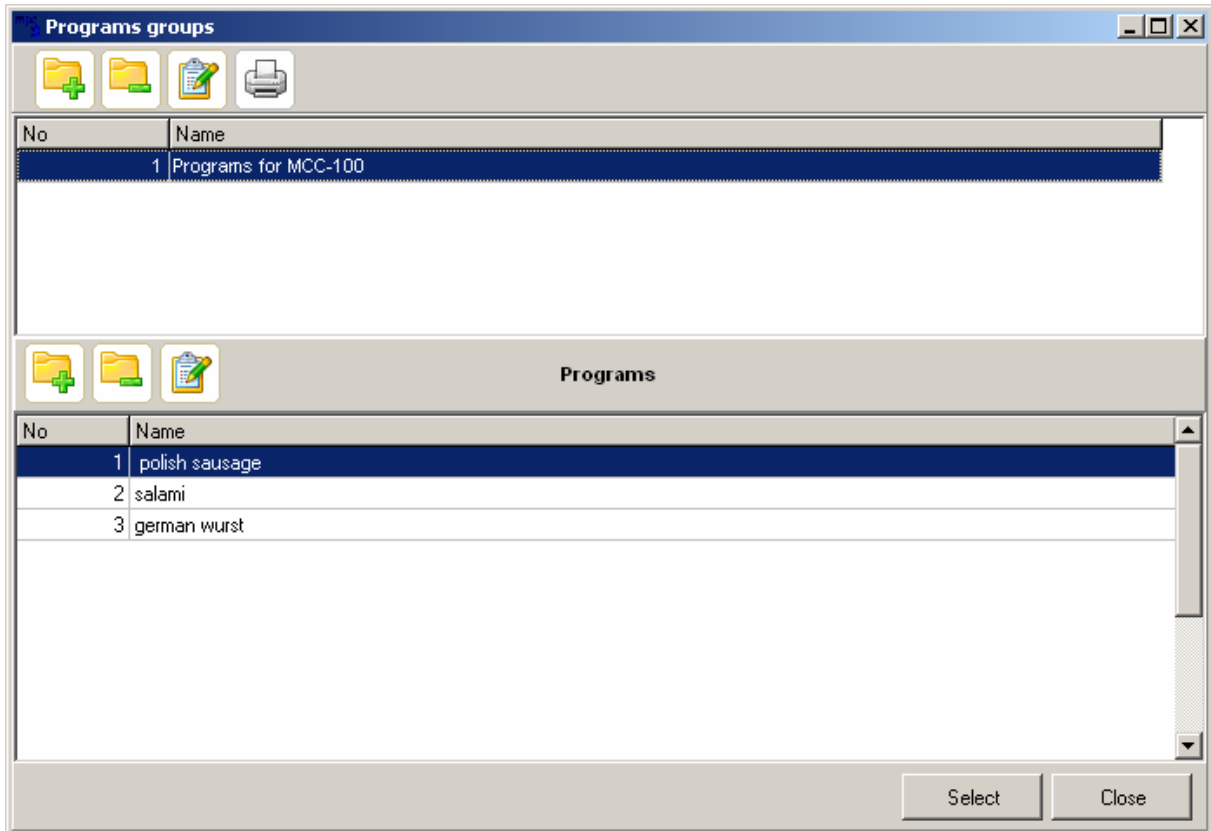 Programs groups
No Name
1 Programs for MCC-100
Programs
No Name
1 polish sausage
2 salami
3 german wurst
Select Close